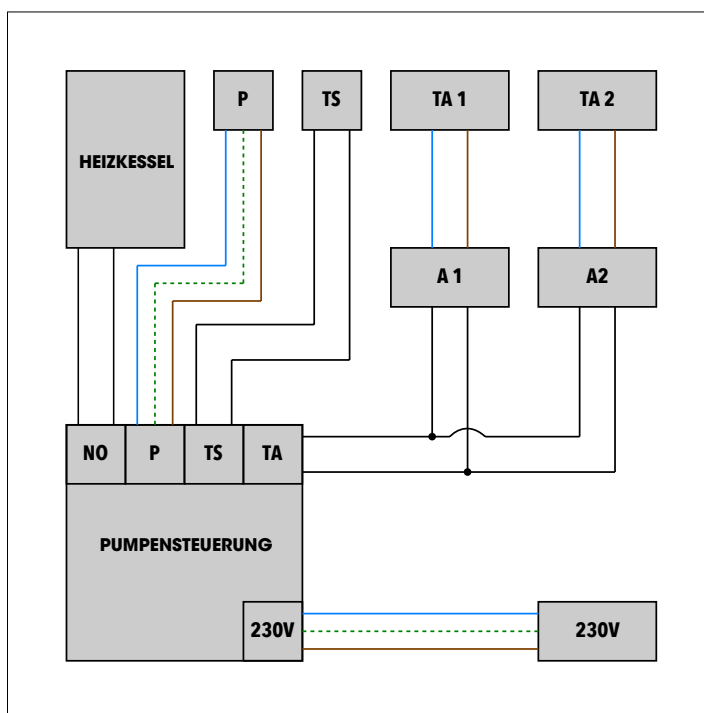 P
TS
TA 1
TA 2
HEIZKESSEL
A 1
A2
NO
P
TS
TA
PUMPENSTEUERUNG
230V
230V